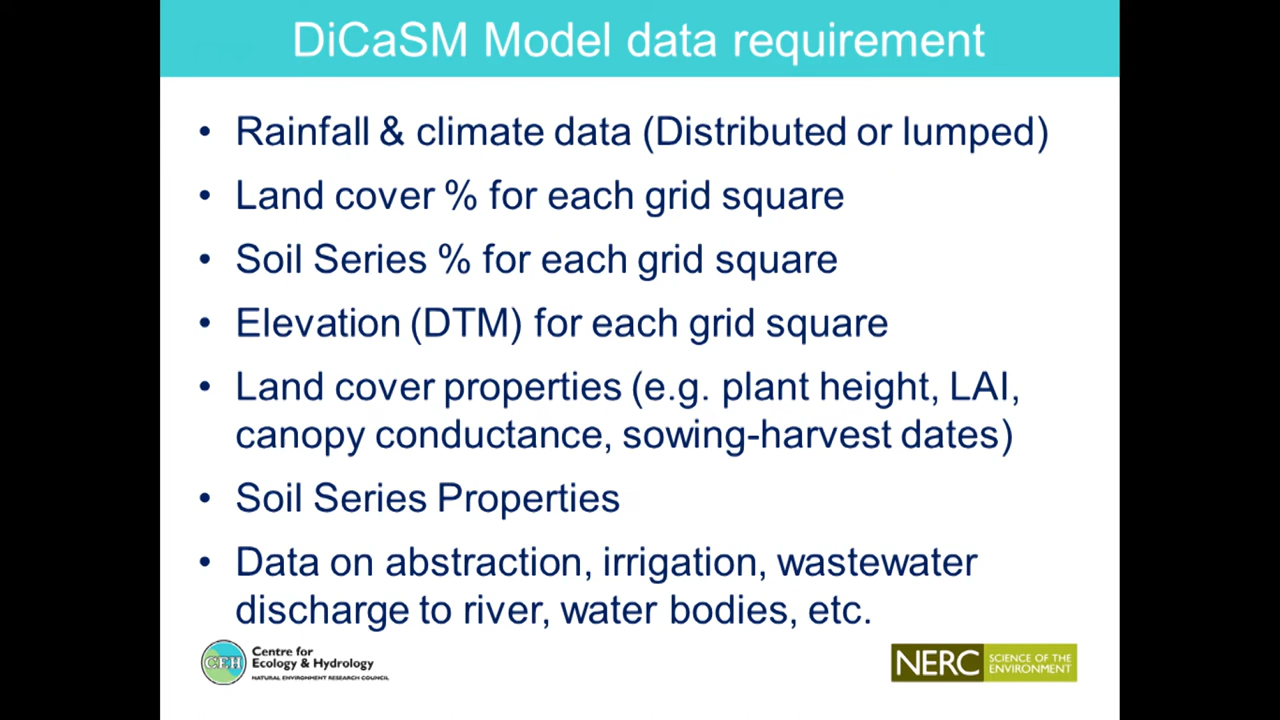 DiCaSM Model data requirement
• Rainfall & climate data (Distributed or lumped)
• Land cover % for each grid square
• Soil Series % for each grid square
• Elevation (DTM) for each grid square
• Land cover properties (e.g. plant height, LAI,
canopy conductance, sowing-harvest dates)
• Soil Series Properties
• Data on abstraction, irrigation, wastewater
discharge to river, water bodies, etc.
CEH
Centre for
Ecology & Hydrology
NATURAL ENVIRONMENT RESEARCH COUNCIL
NERC
SCIENCE OF THE
ENVIRONMENT